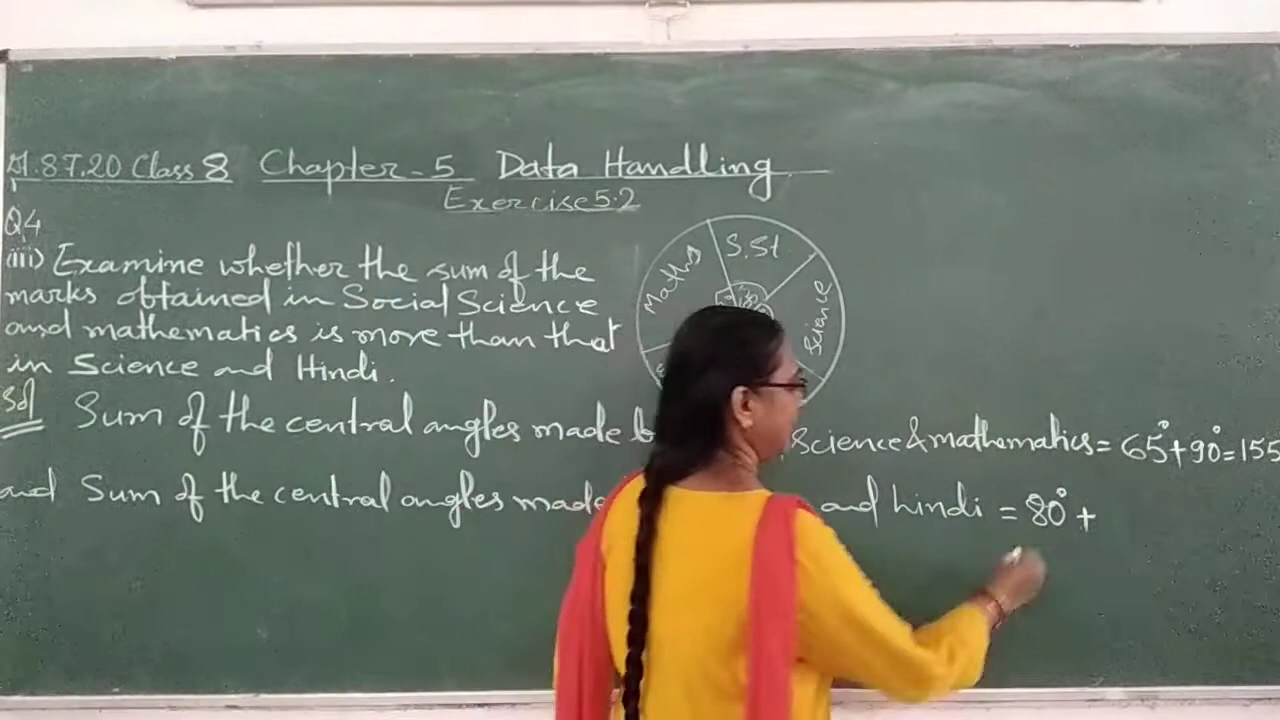 Dt.8.7.20 Class 8 Chapter-5 Data Handling
Exercise 5.2
Q4
(iii) Examine whether the sum of the
marks obtained in Social Science
and mathematics is more than that
in Science and Hindi.
Maths
S.St
Science
Sol Sum of the central angles made Science & mathematics = 65°+90°=155
and Sum of the central angles made and hindi = 80°+